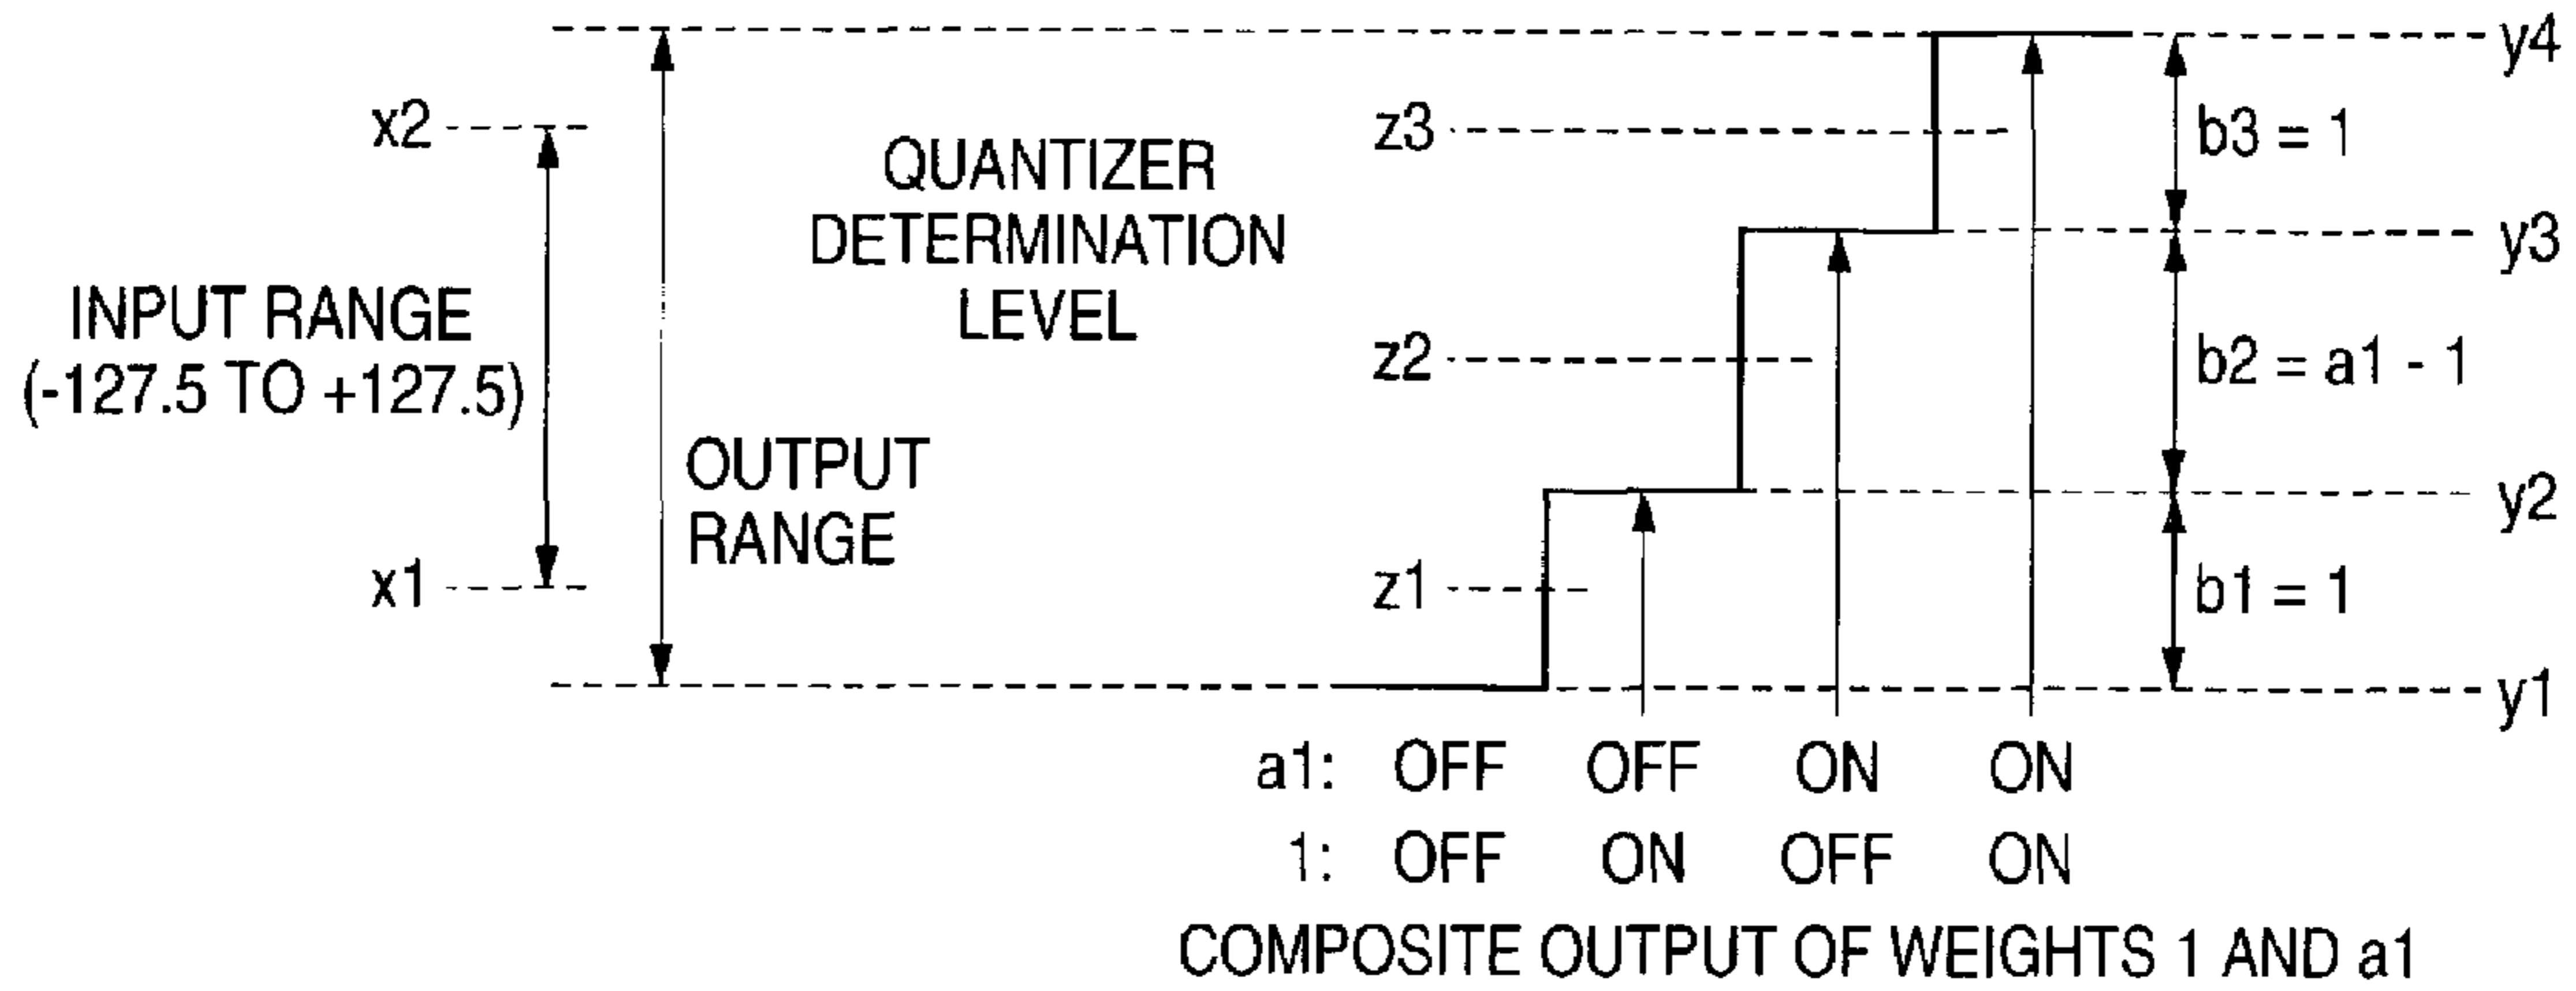 y4
x2
z3
b3 = 1
QUANTIZER
DETERMINATION
LEVEL
y3
INPUT RANGE
(-127.5 TO +127.5)
z2
b2 = a1 - 1
OUTPUT
RANGE
y2
x1
z1
b1 = 1
y1
a1: OFF OFF ON ON
1: OFF ON OFF ON
COMPOSITE OUTPUT OF WEIGHTS 1 AND a1